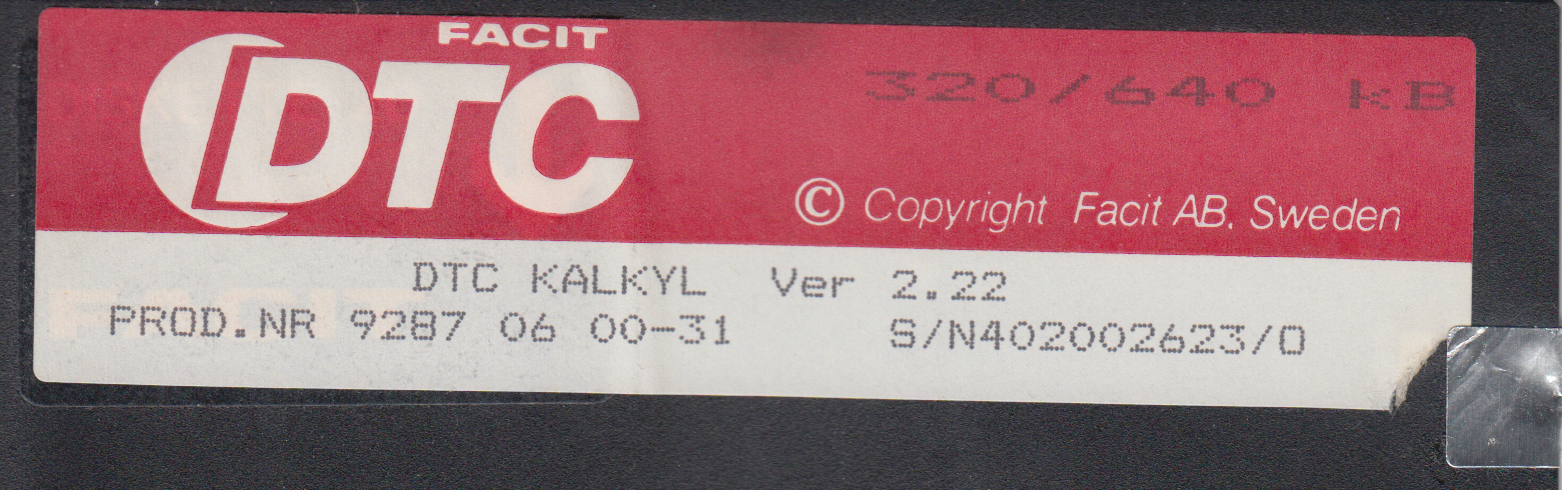 FACIT
DTC
320/640 kB
© Copyright Facit AB. Sweden
DTC KALKYL Ver 2.22
PROD.NR 9287 06 00-31 S/N402002623/0